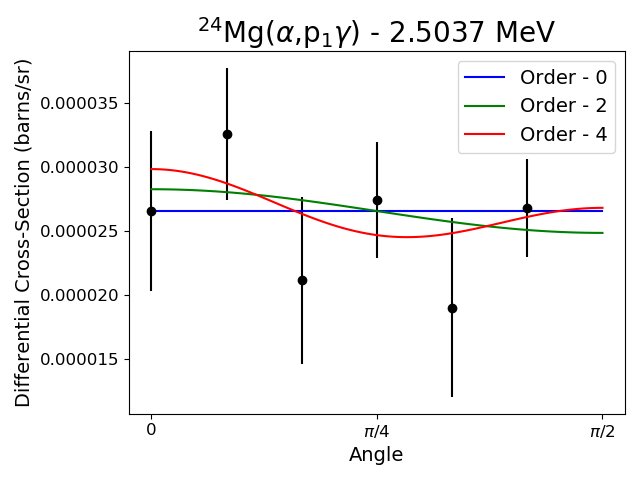 ²⁴Mg(α,p₁γ) - 2.5037 MeV
Order - 0
Order - 2
Order - 4
Differential Cross-Section (barns/sr)
0.000035
0.000030
0.000025
0.000020
0.000015
0 π/4 π/2
Angle